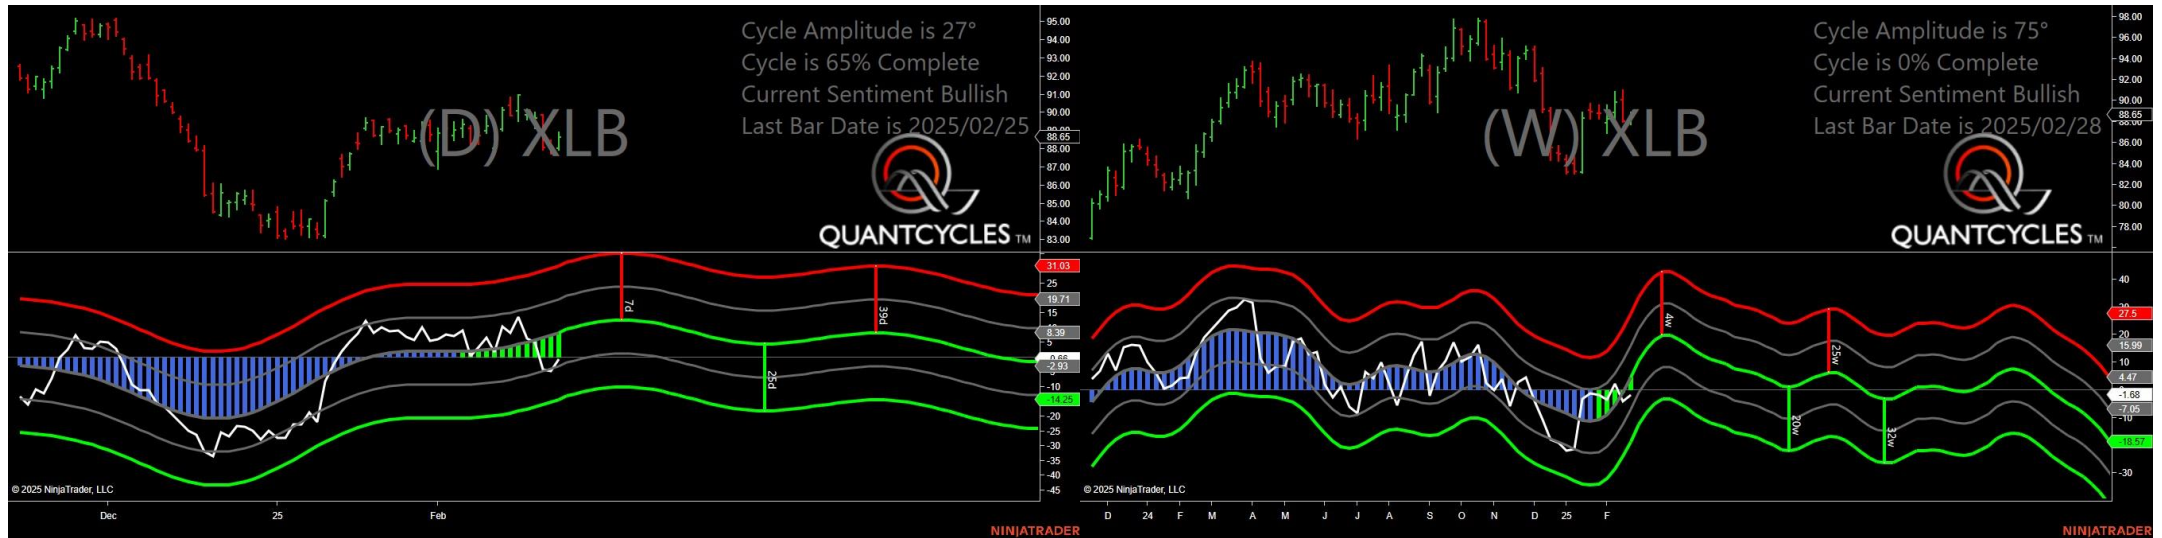 Cycle Amplitude is 27°
Cycle is 65% Complete
Current Sentiment Bullish
Last Bar Date is 2025/02/25
(D) XLB
QUANTCYCLES TM
95.00
94.00
93.00
92.00
91.00
90.00
88.65
88.00
87.00
86.00
85.00
84.00
83.00
31.03
25
19.71
15
8.39
5
-2.93
-10
-14.25
-20
-25
-30
-35
-40
-45
7d
25d
39d
© 2025 NinjaTrader, LLC
Dec
25
Feb
NINJATRADER
Cycle Amplitude is 75°
Cycle is 0% Complete
Current Sentiment Bullish
Last Bar Date is 2025/02/28
(W) XLB
QUANTCYCLES TM
98.00
96.00
94.00
92.00
90.00
88.65
86.00
84.00
82.00
80.00
78.00
40
27.5
20
15.99
10
4.47
-1.68
-7.05
-18.57
-30
4w
20w
25w
32w
© 2025 NinjaTrader, LLC
D
24
F
M
A
M
J
J
A
S
O
N
D
25
F
NINJATRADER